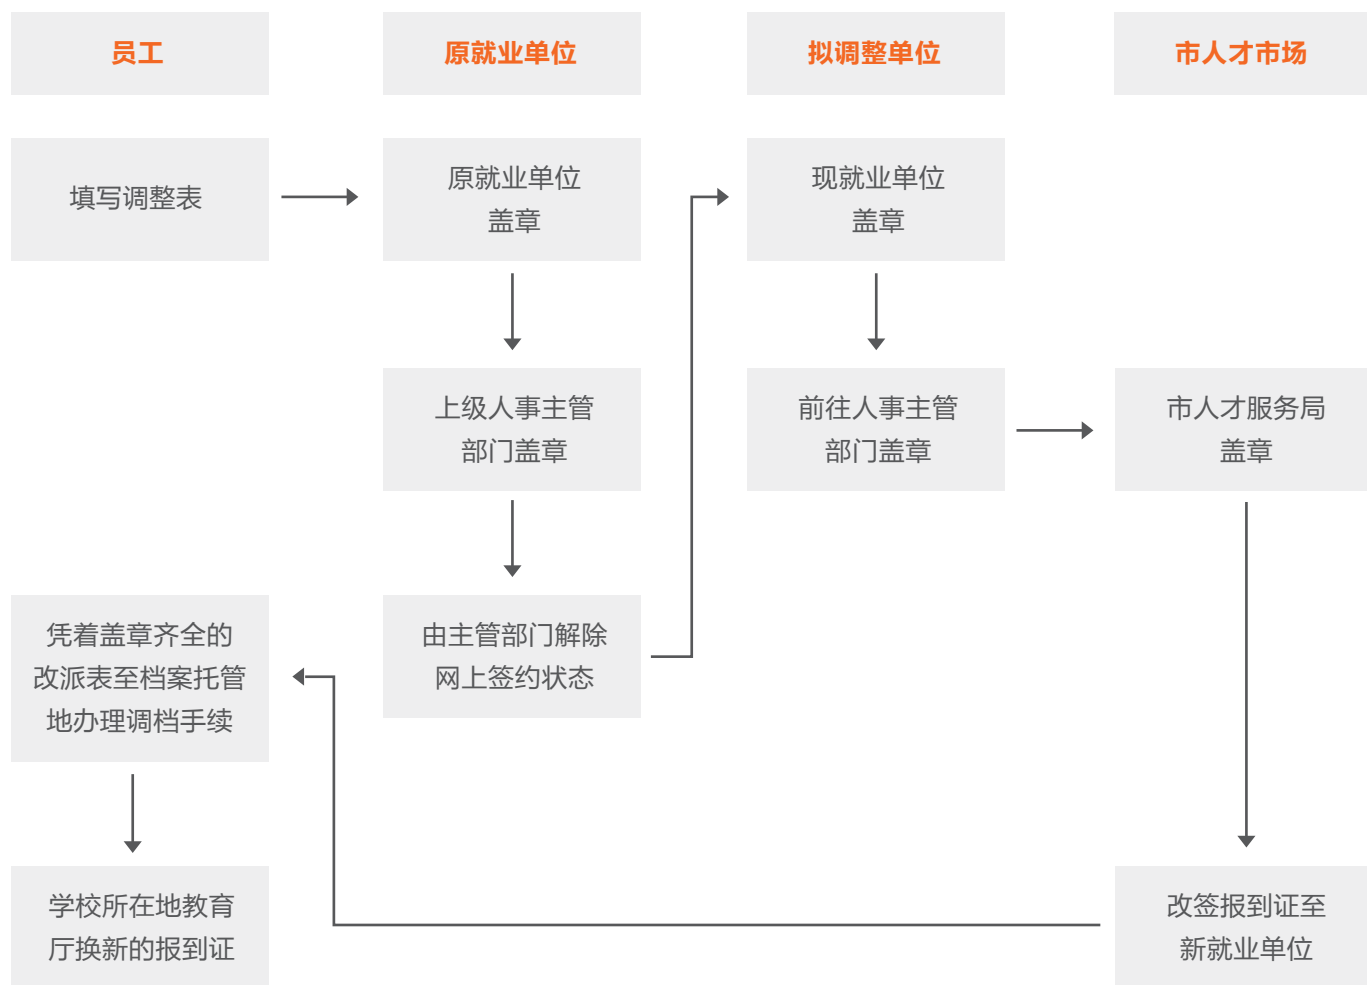 员工
原就业单位
拟调整单位
市人才市场
填写调整表
原就业单位
盖章
现就业单位
盖章
上级人事主管
部门盖章
前往人事主管
部门盖章
市人才服务局
盖章
凭着盖章齐全的
改派表至档案托管
地办理调档手续
由主管部门解除
网上签约状态
学校所在地教育
厅换新的报到证
改签报到证至
新就业单位